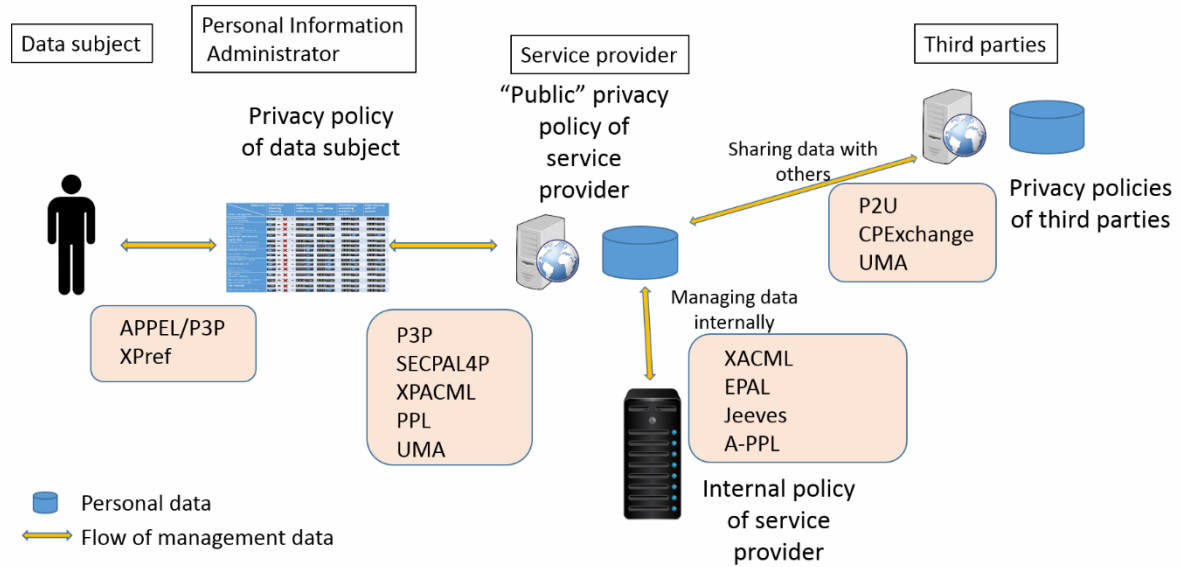 Data subject
Personal Information
Administrator
Service provider
Third parties
Privacy policy
of data subject
“Public” privacy
policy of
service
provider
Sharing data with
others
Privacy policies
of third parties
P2U
CPExchange
UMA
APPEL/P3P
XPref
P3P
SECPAL4P
XPACML
PPL
UMA
Managing data
internally
XACML
EPAL
Jeeves
A-PPL
Internal policy
of service
provider
Personal data
Flow of management data